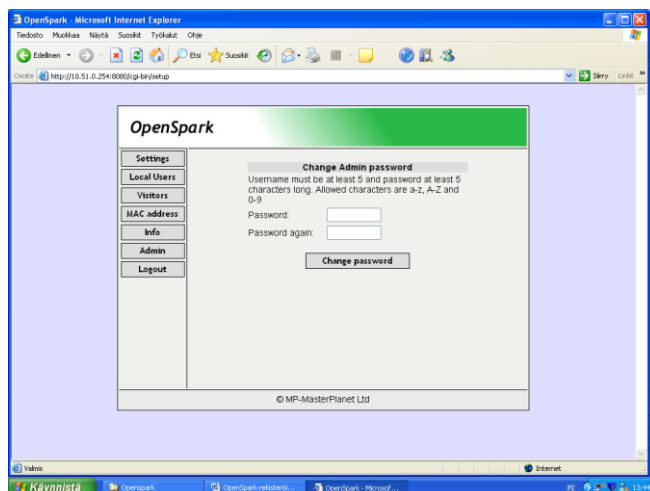 OpenSpark - Microsoft Internet Explorer
Tiedosto Muokkaa Näytä Suosikit Työkalut Ohje
Edellinen Etsi Suosikit
Osoite http://10.51.0.254:8080/cgi-bin/setup Siirry Linkit »
OpenSpark
Settings
Local Users
Visitors
MAC address
Info
Admin
Logout
Change Admin password
Username must be at least 5 and password at least 5
characters long. Allowed characters are a-z, A-Z and
0-9
Password:
Password again:
Change password
© MP-MasterPlanet Ltd
Valmis Internet
Käynnistä Openspark OpenSpark-rekisteröi... OpenSpark - Microsof... FI 13:44